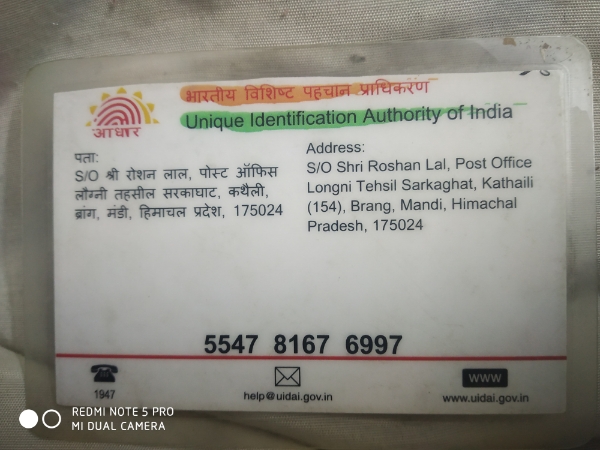 भारतीय विशिष्ट पहचान प्राधिकरण
Unique Identification Authority of India
आधार
पता:
S/O श्री रोशन लाल, पोस्ट ऑफिस
लौग्नी तहसील सरकाघाट, कथैली,
ब्रांग, मंडी, हिमाचल प्रदेश, 175024
Address:
S/O Shri Roshan Lal, Post Office
Longni Tehsil Sarkaghat, Kathaili
(154), Brang, Mandi, Himachal
Pradesh, 175024
5547 8167 6997
1947
help@uidai.gov.in
WWW
www.uidai.gov.in
REDMI NOTE 5 PRO
MI DUAL CAMERA